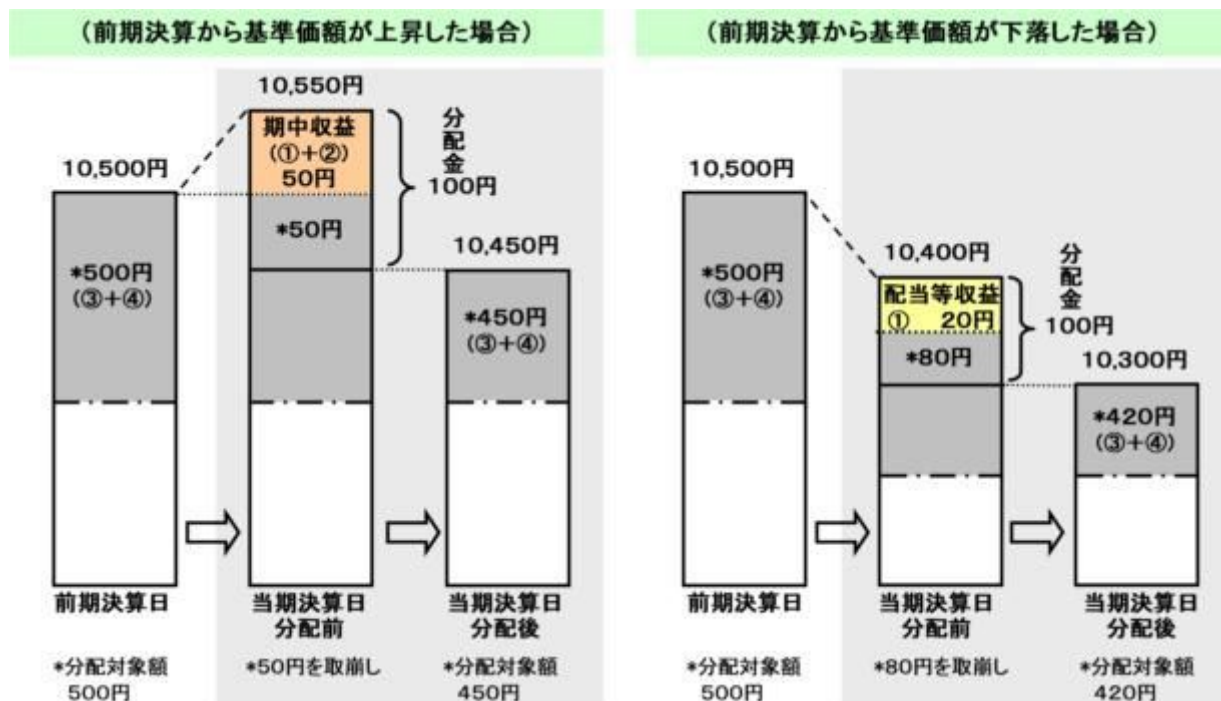 （前期決算から基準価額が上昇した場合）
10,550円
期中収益
（①+②）
50円
分配金
100円
10,500円
*50円
10,450円
*500円
（③+④）
*450円
（③+④）
前期決算日
当期決算日
分配前
当期決算日
分配後
*分配対象額
500円
*50円を取崩し
*分配対象額
450円
（前期決算から基準価額が下落した場合）
10,500円
10,400円
分配金
100円
*500円
（③+④）
配当等収益
① 20円
*80円
10,300円
*420円
（③+④）
前期決算日
当期決算日
分配前
当期決算日
分配後
*分配対象額
500円
*80円を取崩し
*分配対象額
420円